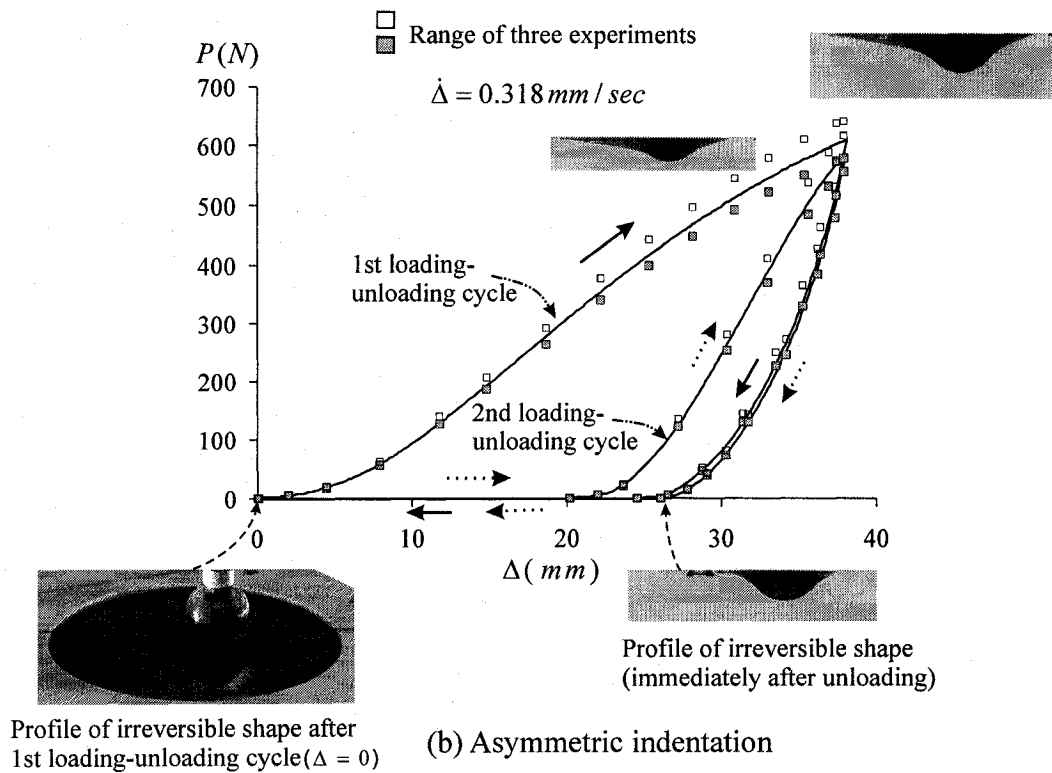 Range of three experiments
P(N)
Δ̇ = 0.318 mm / sec
700
600
500
400
300
200
100
0
1st loading-
unloading cycle
2nd loading-
unloading cycle
0
10
20
30
40
Δ( mm)
Profile of irreversible shape
(immediately after unloading)
Profile of irreversible shape after
1st loading-unloading cycle(Δ = 0)
(b) Asymmetric indentation